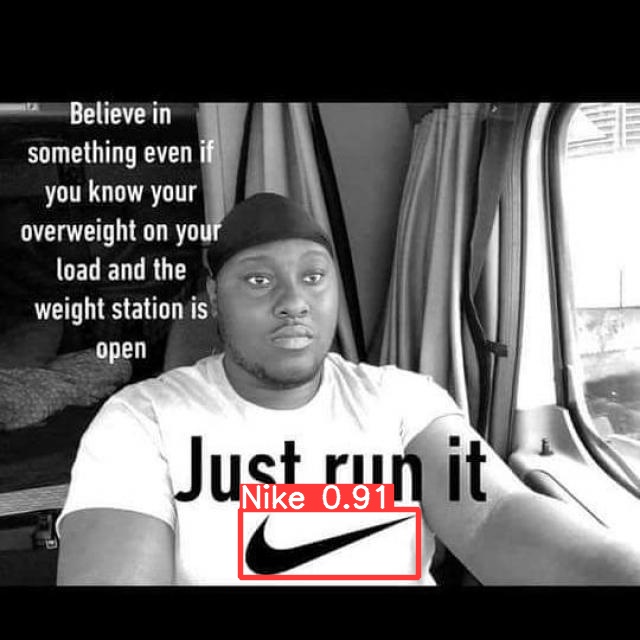 Believe in
something even if
you know your
overweight on your
load and the
weight station is
open
Just run it
Nike 0.91